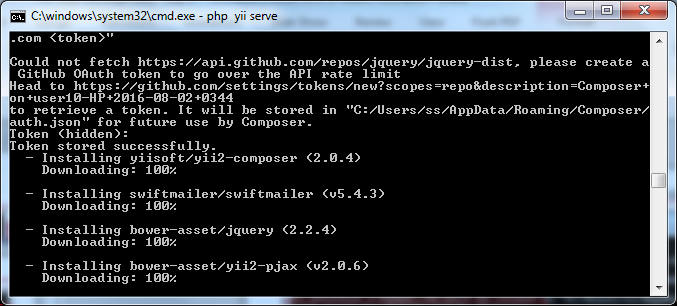 C:\windows\system32\cmd.exe - php yii serve
.com <token>"
Could not fetch https://api.github.com/repos/jquery/jquery-dist, please create a
 GitHub OAuth token to go over the API rate limit
Head to https://github.com/settings/tokens/new?scopes=repo&description=Composer+
on+user10-HP+2016-08-02+0344
to retrieve a token. It will be stored in "C:/Users/ss/AppData/Roaming/Composer/
auth.json" for future use by Composer.
Token (hidden):
Token stored successfully.
  - Installing yiisoft/yii2-composer (2.0.4)
    Downloading: 100%
  - Installing swiftmailer/swiftmailer (v5.4.3)
    Downloading: 100%
  - Installing bower-asset/jquery (2.2.4)
    Downloading: 100%
  - Installing bower-asset/yii2-pjax (v2.0.6)
    Downloading: 100%